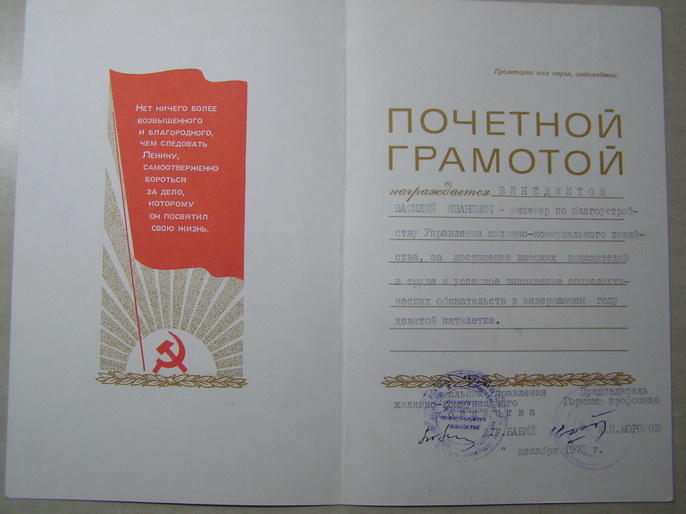 Нет ничего более
возвышенного
и благородного,
чем следовать
Ленину,
самоотверженно
бороться
за дело,
которому
он посвятил
свою жизнь.
Пролетарии всех стран, соединяйтесь!
ПОЧЕТНОЙ
ГРАМОТОЙ
награждается ВЕНЕДИКТОВ
ВАСИЛИЙ ИВАНОВИЧ - инженер по благоустрой-
ству Управления жилищно-коммунального хозяй-
ства, за достижение высоких показателей
в труде и успешное выполнение социалисти-
ческих обязательств в завершающем году
девятой пятилетке.
Начальник Управления
жилищно-коммунального
хозяйства
БАБИЙ
Председатель
Горкома профсоюза
" декабря 1975 г.